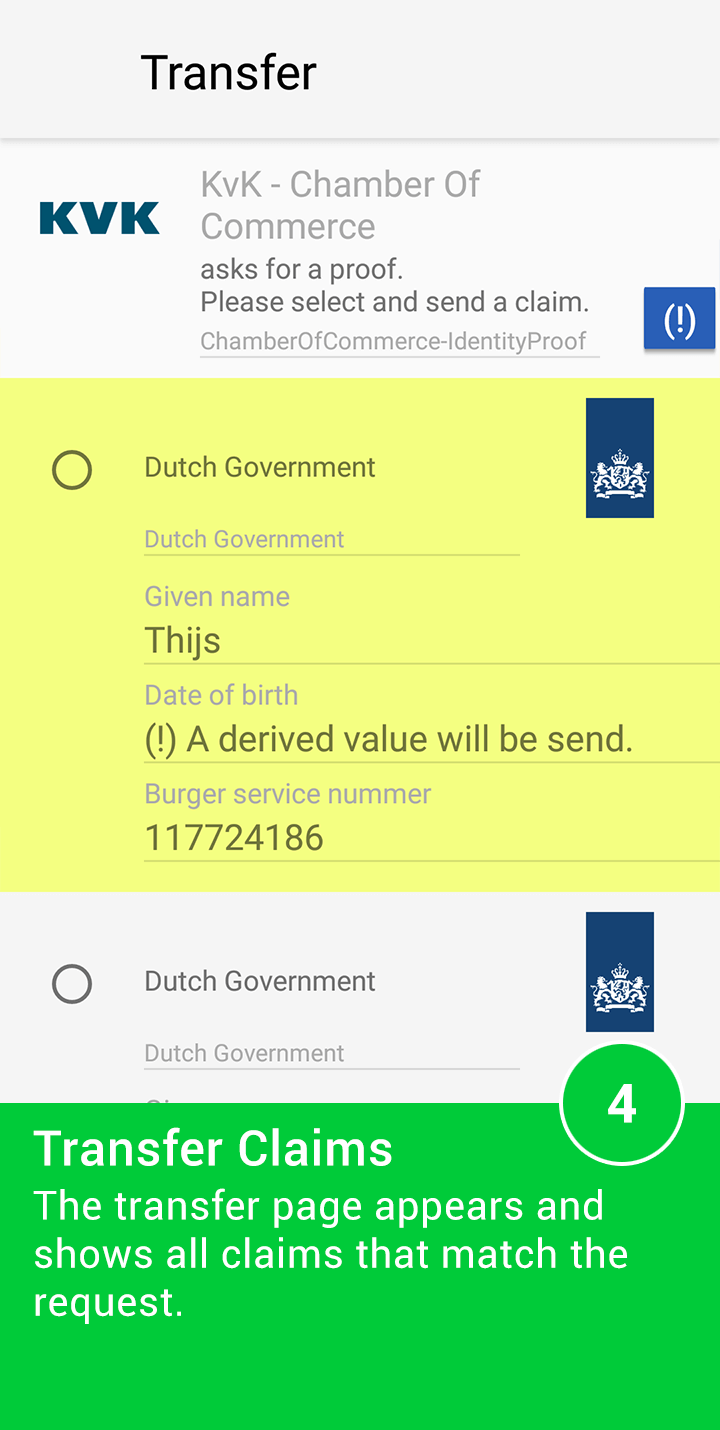 Transfer
KVK
KvK - Chamber Of
Commerce
asks for a proof.
Please select and send a claim.
(!)
ChamberOfCommerce-IdentityProof
Dutch Government
Dutch Government
Given name
Thijs
Date of birth
(!) A derived value will be send.
Burger service nummer
117724186
Dutch Government
Dutch Government
4
Transfer Claims
The transfer page appears and
shows all claims that match the
request.